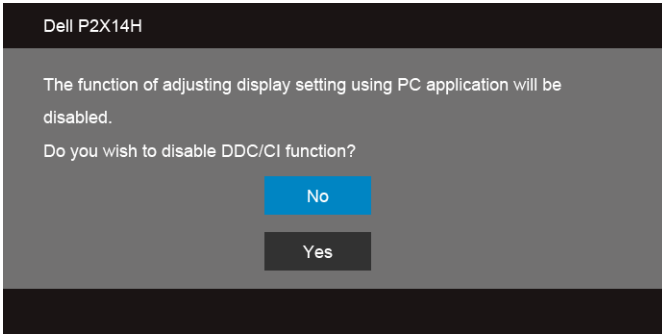 Dell P2X14H
The function of adjusting display setting using PC application will be
disabled.
Do you wish to disable DDC/CI function?
No
Yes